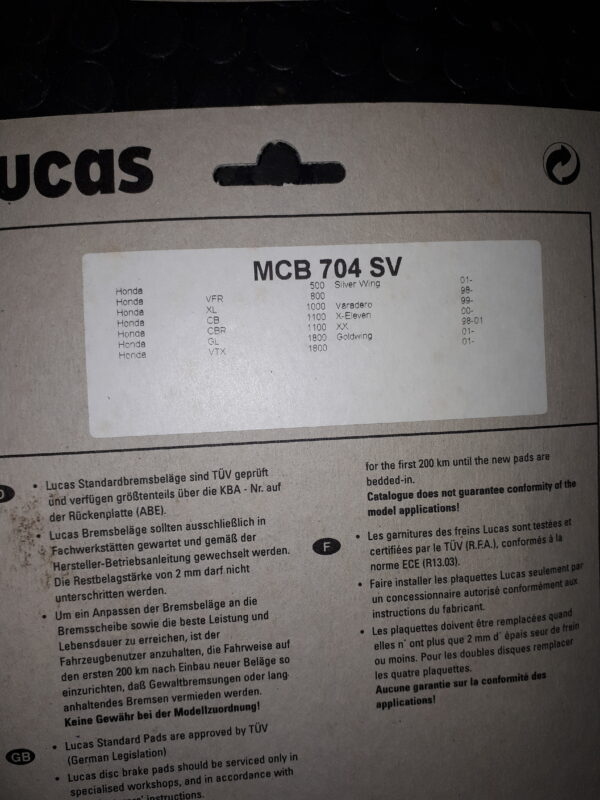 ucas
MCB 704 SV
Honda 500 Silver Wing 01-
Honda VFR 800 98-
Honda XL 1000 Varadero 99-
Honda CB 1100 X-Eleven 00-
Honda CBR 1100 XX 98-01
Honda GL 1800 Goldwing 01-
Honda VTX 1800 01-
D
• Lucas Standardbremsbeläge sind TÜV geprüft
und verfügen größtenteils über die KBA - Nr. auf
der Rückenplatte (ABE).
• Lucas Bremsbeläge sollten ausschließlich in
Fachwerkstätten gewartet und gemäß der
Hersteller-Betriebsanleitung gewechselt werden.
Die Restbelagstärke von 2 mm darf nicht
unterschritten werden.
• Um ein Anpassen der Bremsbeläge an die
Bremsscheibe sowie die beste Leistung und
Lebensdauer zu erreichen, ist der
Fahrzeugbenutzer anzuhalten, die Fahrweise auf
den ersten 200 km nach Einbau neuer Beläge so
einzurichten, daß Gewaltbremsungen oder lang
anhaltendes Bremsen vermieden werden.
Keine Gewähr bei der Modellzuordnung!
GB
• Lucas Standard Pads are approved by TÜV
(German Legislation)
• Lucas disc brake pads should be serviced only in
specialised workshops, and in accordance with
instructions.
for the first 200 km until the new pads are
bedded-in.
Catalogue does not guarantee conformity of the
model applications!
F
• Les garnitures des freins Lucas sont testées et
certifiées par le TÜV (R.F.A.), conformés à la
norme ECE (R13.03).
• Faire installer les plaquettes Lucas seulement par
un concessionnaire autorisé conformément aux
instructions du fabricant.
• Les plaquettes doivent être remplacées quand
elles n' ont plus que 2 mm d' épais seur de frein
ou moins. Pour les doubles disques remplacer
les quatre plaquettes.
Aucune garantie sur la conformité des
applications!